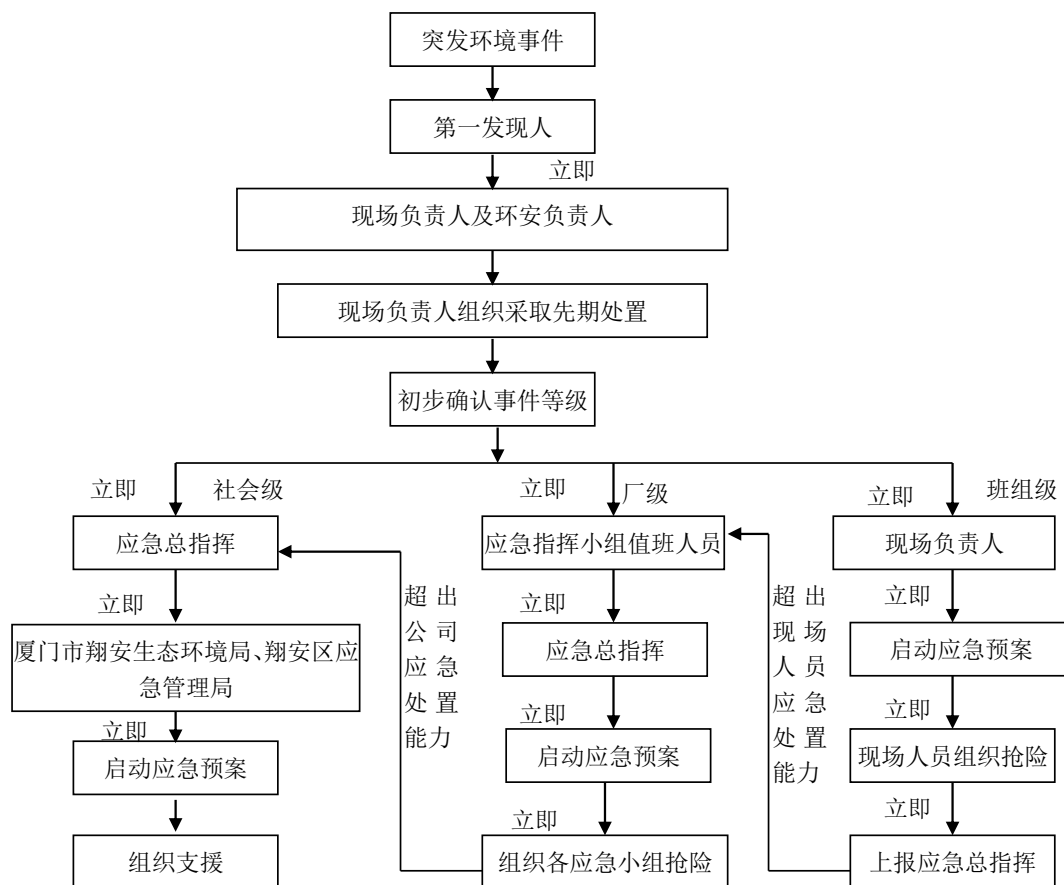 突发环境事件
第一发现人
立即
现场负责人及环安负责人
现场负责人组织采取先期处置
初步确认事件等级
立即
社会级
立即
厂级
立即
班组级
应急总指挥
应急指挥小组值班人员
现场负责人
立即
超出
公司
应急
处置
能力
立即
超出
现场
人员
应急
处置
能力
立即
厦门市翔安生态环境局、翔安区应
急管理局
应急总指挥
启动应急预案
立即
立即
立即
启动应急预案
启动应急预案
现场人员组织抢险
立即
立即
组织支援
组织各应急小组抢险
上报应急总指挥